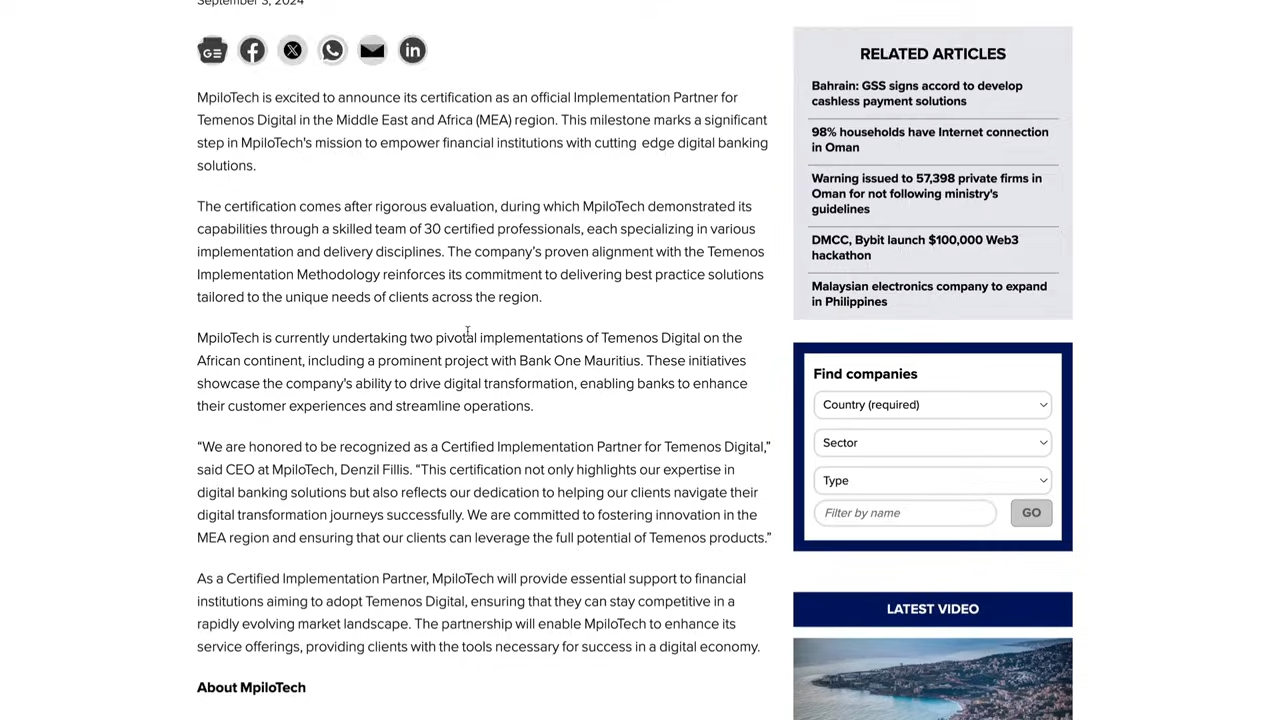 September 3, 2024
G≡
f
X
in
MpiloTech is excited to announce its certification as an official Implementation Partner for
Temenos Digital in the Middle East and Africa (MEA) region. This milestone marks a significant
step in MpiloTech's mission to empower financial institutions with cutting edge digital banking
solutions.
The certification comes after rigorous evaluation, during which MpiloTech demonstrated its
capabilities through a skilled team of 30 certified professionals, each specializing in various
implementation and delivery disciplines. The company's proven alignment with the Temenos
Implementation Methodology reinforces its commitment to delivering best practice solutions
tailored to the unique needs of clients across the region.
MpiloTech is currently undertaking two pivotal implementations of Temenos Digital on the
African continent, including a prominent project with Bank One Mauritius. These initiatives
showcase the company's ability to drive digital transformation, enabling banks to enhance
their customer experiences and streamline operations.
“We are honored to be recognized as a Certified Implementation Partner for Temenos Digital,”
said CEO at MpiloTech, Denzil Fillis. “This certification not only highlights our expertise in
digital banking solutions but also reflects our dedication to helping our clients navigate their
digital transformation journeys successfully. We are committed to fostering innovation in the
MEA region and ensuring that our clients can leverage the full potential of Temenos products.”
As a Certified Implementation Partner, MpiloTech will provide essential support to financial
institutions aiming to adopt Temenos Digital, ensuring that they can stay competitive in a
rapidly evolving market landscape. The partnership will enable MpiloTech to enhance its
service offerings, providing clients with the tools necessary for success in a digital economy.
About MpiloTech
RELATED ARTICLES
Bahrain: GSS signs accord to develop
cashless payment solutions
98% households have Internet connection
in Oman
Warning issued to 57,398 private firms in
Oman for not following ministry's
guidelines
DMCC, Bybit launch $100,000 Web3
hackathon
Malaysian electronics company to expand
in Philippines
Find companies
Country (required)
Sector
Type
Filter by name
GO
LATEST VIDEO